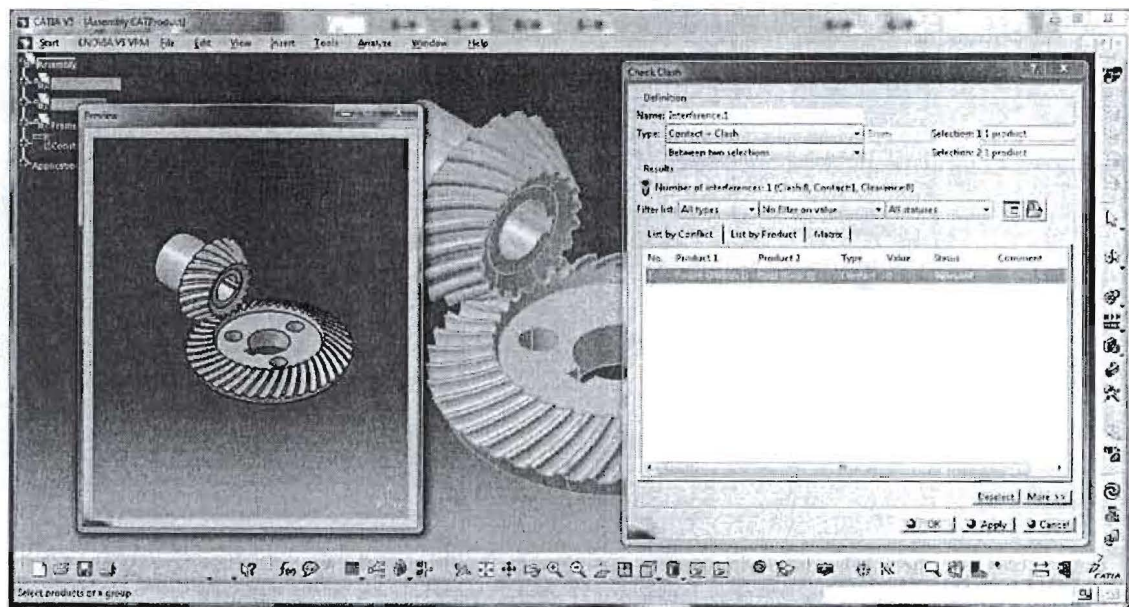 CATIA V5 - [Assembly.CATProduct]
Start ENOVIA V5 VPM File Edit View Insert Tools Analyze Window Help
Assembly
Preview
Applications
Check Clash
Definition
Name: Interference.1
Type: Contact + Clash Selection: 1 1 product
Between two selections Selection: 2 1 product
Results
Number of interferences: 1 (Clash:0, Contact:1, Clearance:0)
Filter list: All types No filter on value All statuses
List by Conflict List by Product Matrix
No. Product 1 Product 2 Type Value Status Comment
Deselect More >>
OK Apply Cancel
CATIA
Select products or a group